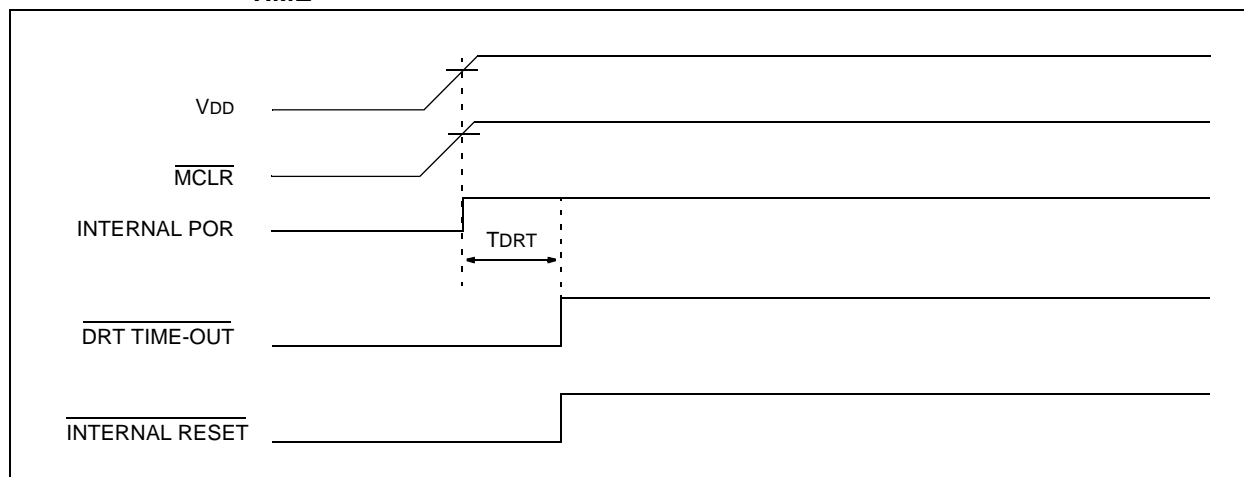 VDD
MCLR
INTERNAL POR
TDRT
DRT TIME-OUT
INTERNAL RESET